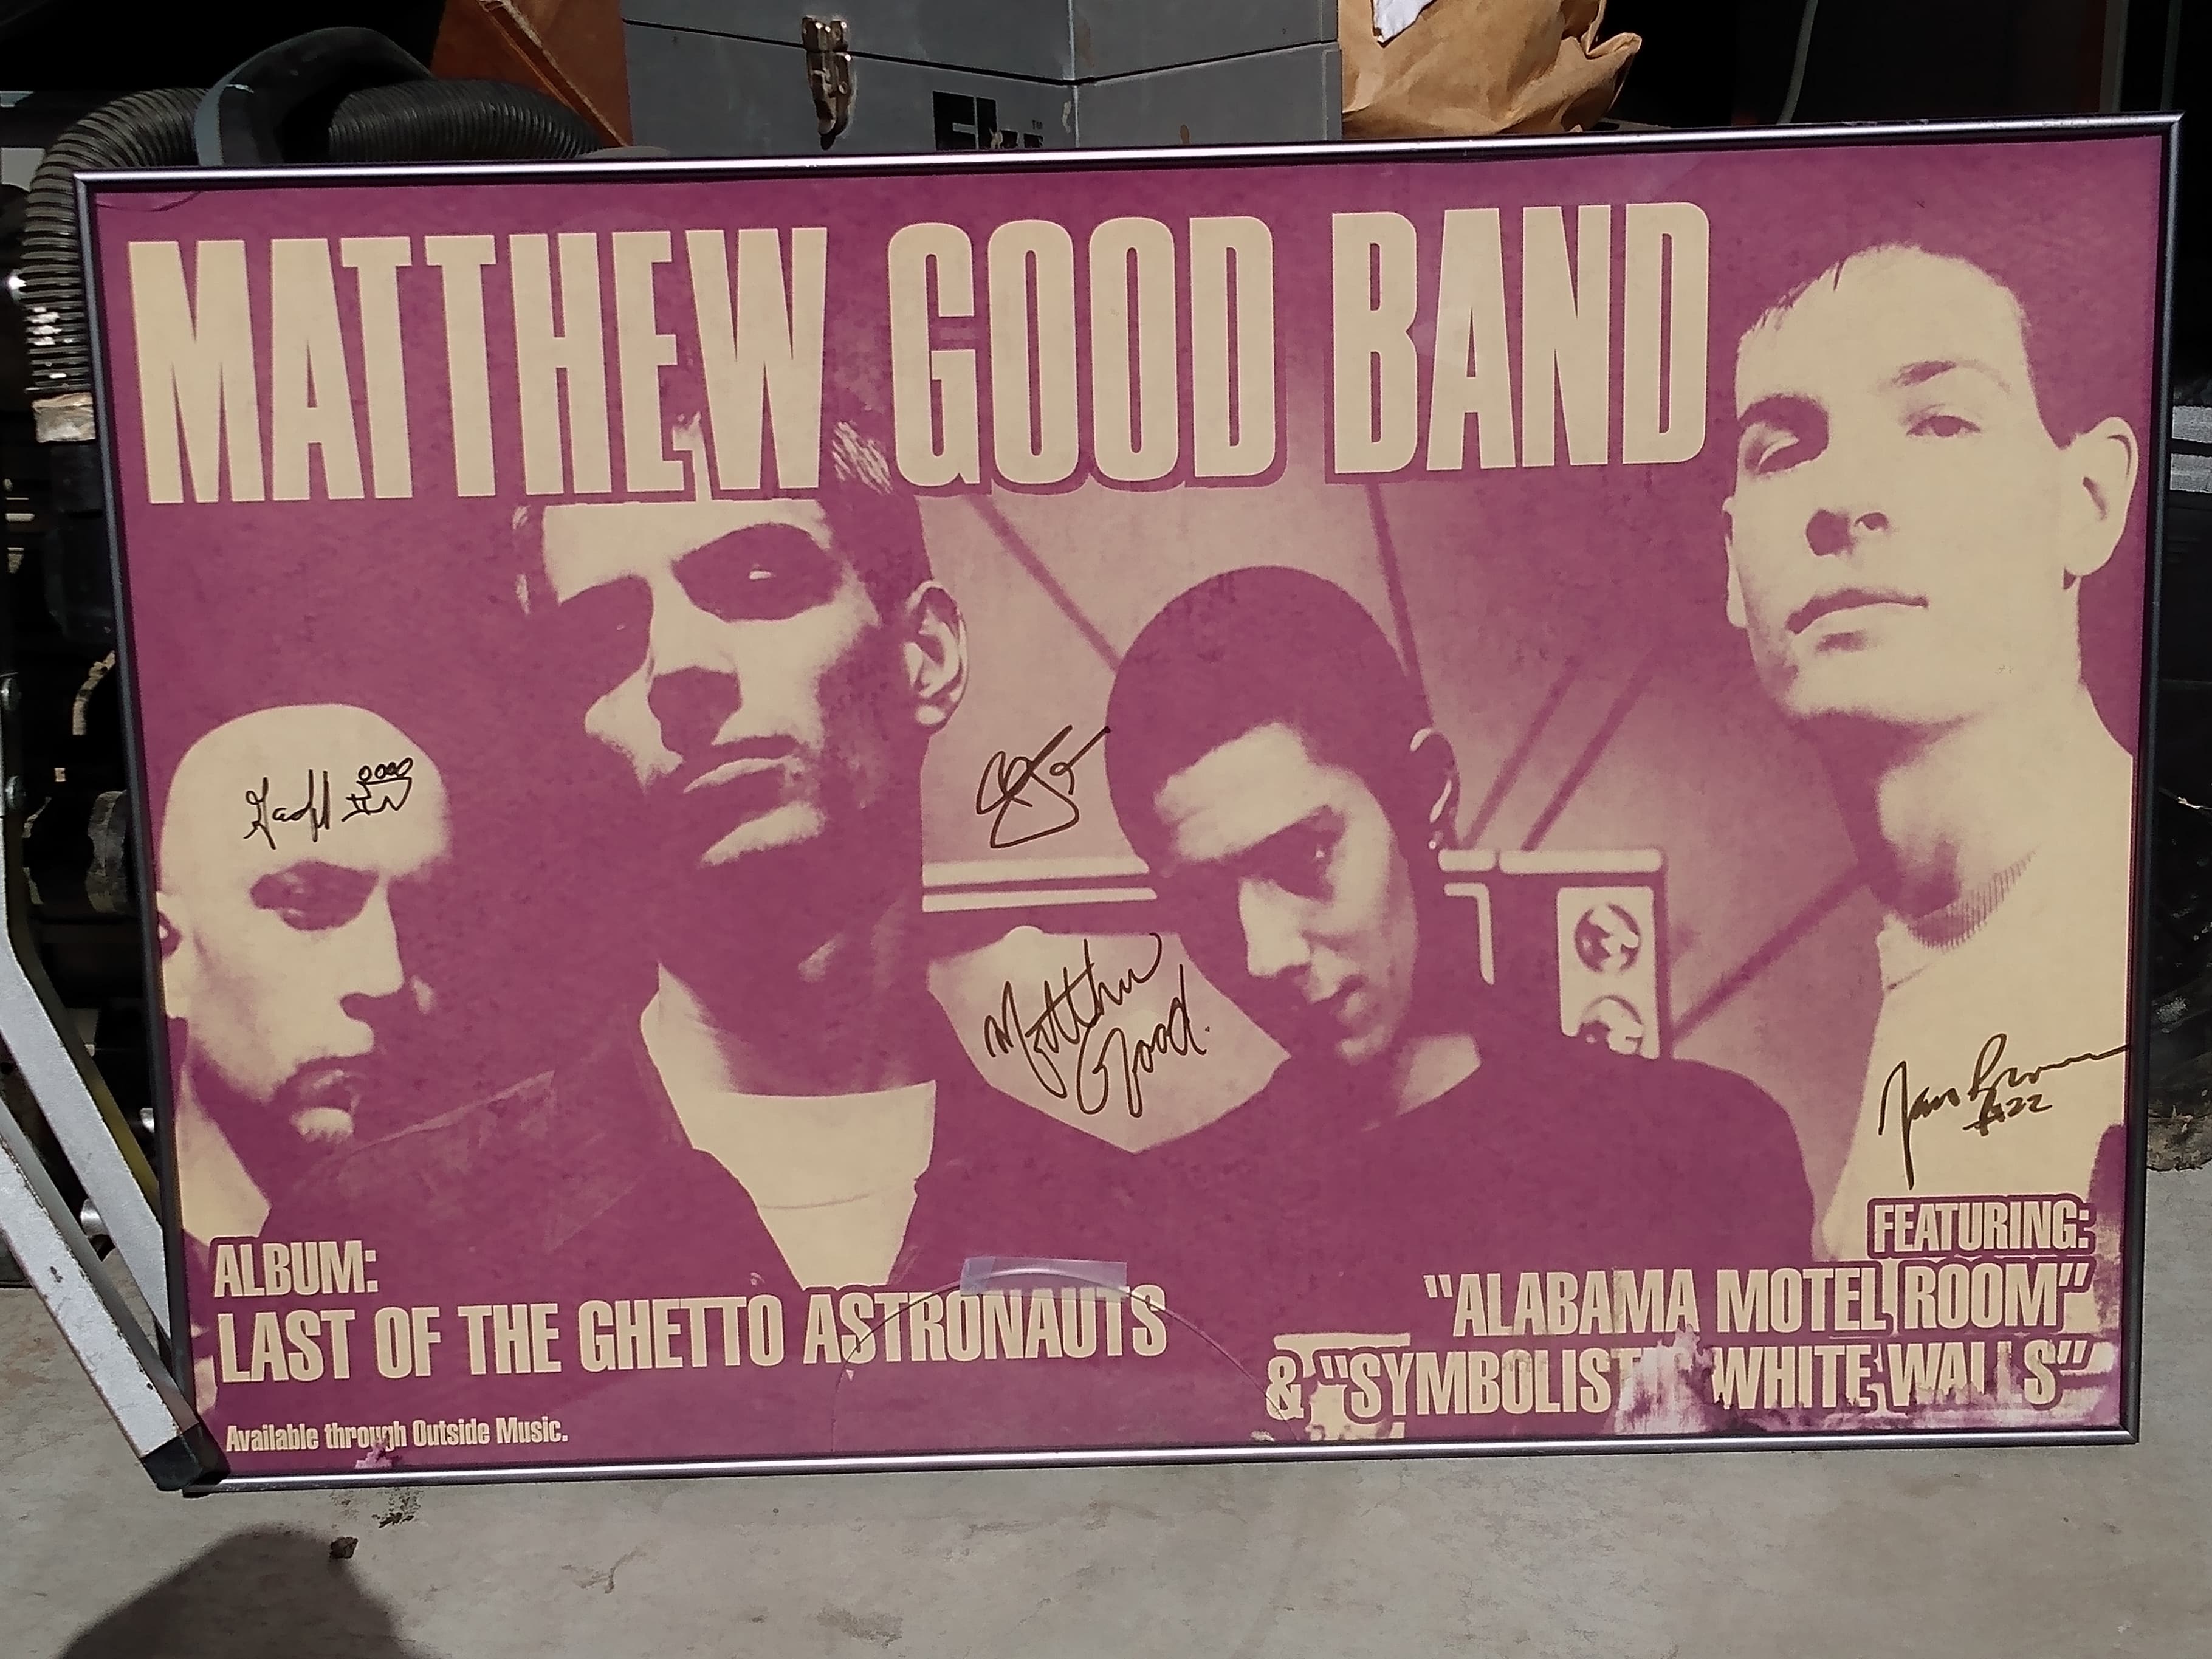 MATTHEW GOOD BAND
Matthew
Good.
#22
ALBUM:
LAST OF THE GHETTO ASTRONAUTS
Available through Outside Music.
FEATURING:
"ALABAMA MOTEL ROOM"
& "SYMBOLISTIC WHITE WALLS"